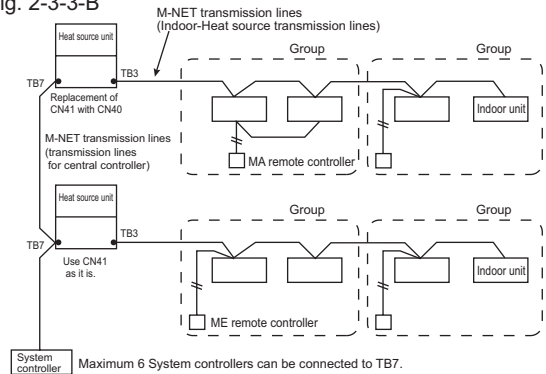 ig. 2-3-3-B
M-NET transmission lines
(Indoor-Heat source transmission lines)
Heat source unit
TB7
TB3
Replacement of
CN41 with CN40
Group
Group
Indoor unit
MA remote controller
M-NET transmission lines
(transmission lines
for central controller)
Heat source unit
TB7
TB3
Use CN41
as it is.
Group
Group
Indoor unit
ME remote controller
System
controller
Maximum 6 System controllers can be connected to TB7.